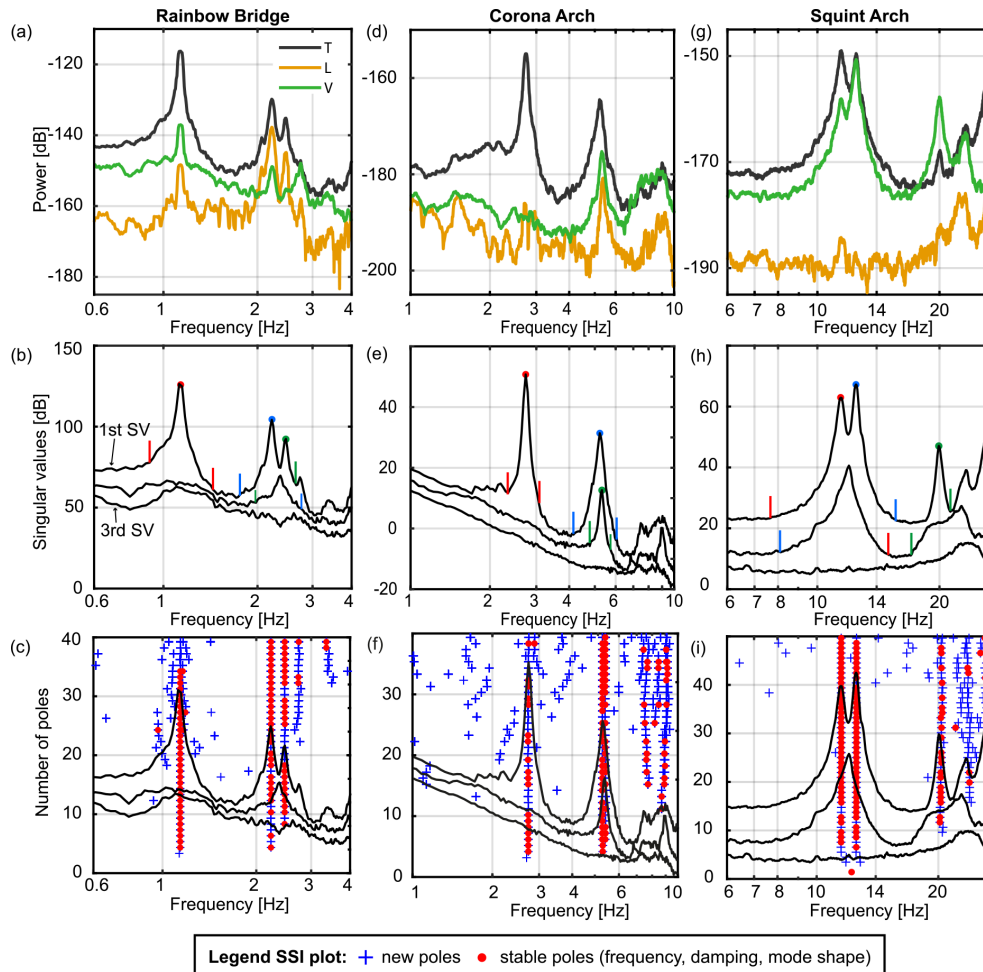 Rainbow Bridge
Corona Arch
Squint Arch
(a)
T
L
V
Power [dB]
-120
-140
-160
-180
0.6 1 2 3 4
Frequency [Hz]
(d)
-160
-180
-200
1 2 3 4 6 10
Frequency [Hz]
(g)
-150
-170
-190
6 7 8 10 14 20
Frequency [Hz]
(b)
1st SV
3rd SV
Singular values [dB]
150
100
50
0
0.6 1 2 3 4
Frequency [Hz]
(e)
40
20
0
-20
1 2 3 4 6 10
Frequency [Hz]
(h)
60
40
20
0
6 7 8 10 14 20
Frequency [Hz]
(c)
Number of poles
40
30
20
10
0
0.6 1 2 3 4
Frequency [Hz]
(f)
30
20
10
0
1 2 3 4 6 10
Frequency [Hz]
(i)
50
40
30
20
10
0
6 7 8 10 14 20
Frequency [Hz]
Legend SSI plot: + new poles ● stable poles (frequency, damping, mode shape)